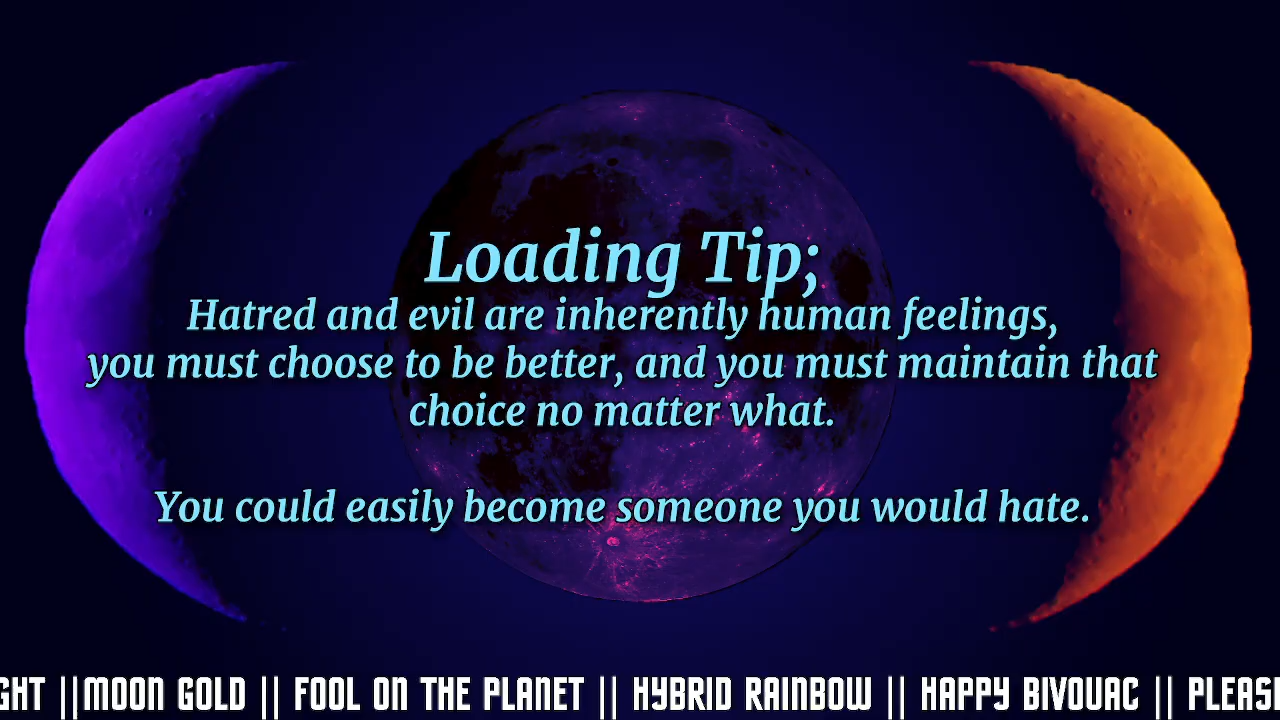 Loading Tip;
Hatred and evil are inherently human feelings,
you must choose to be better, and you must maintain that
choice no matter what.
You could easily become someone you would hate.
GHT || MOON GOLD || FOOL ON THE PLANET || HYBRID RAINBOW || HAPPY BIVOUAC || PLEAS